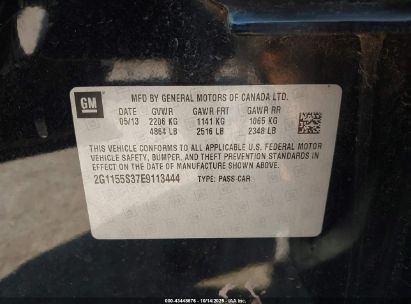 GM
MFD BY GENERAL MOTORS OF CANADA LTD.
DATE GVWR GAWR FRT GAWR RR
05/13 2206 KG 1141 KG 1065 KG
4864 LB 2516 LB 2348 LB
THIS VEHICLE CONFORMS TO ALL APPLICABLE U.S. FEDERAL MOTOR
VEHICLE SAFETY, BUMPER, AND THEFT PREVENTION STANDARDS IN
EFFECT ON THE DATE OF MANUFACTURE SHOWN ABOVE.
2G1155S37E9113444 TYPE: PASS-CAR